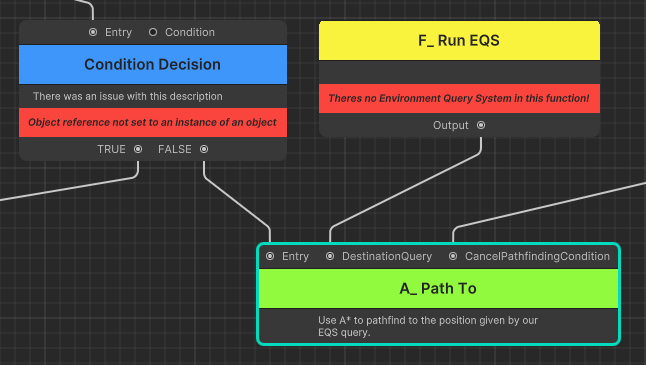 Entry Condition
Condition Decision
There was an issue with this description
Object reference not set to an instance of an object
TRUE FALSE
F_ Run EQS
Theres no Environment Query System in this function!
Output
Entry DestinationQuery CancelPathfindingCondition
A_ Path To
Use A* to pathfind to the position given by our
EQS query.